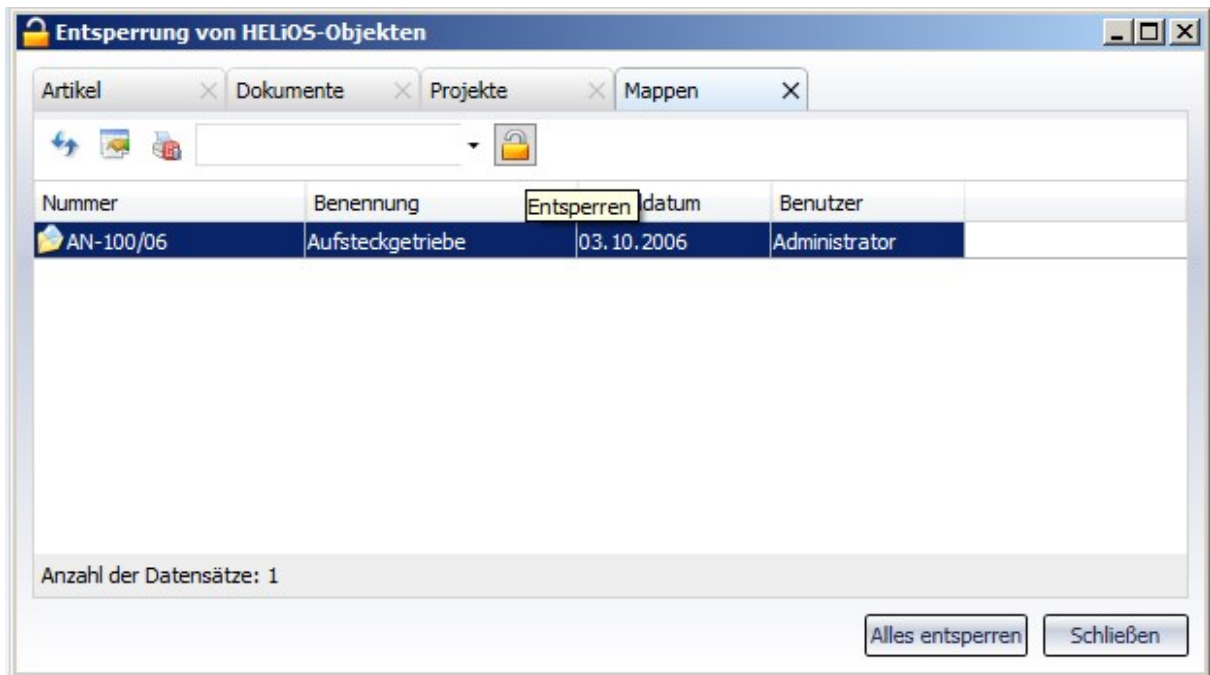 Entsperrung von HELiOS-Objekten
Artikel Dokumente Projekte Mappen
Nummer Benennung Entsperren datum Benutzer
AN-100/06 Aufsteckgetriebe 03.10.2006 Administrator
Anzahl der Datensätze: 1
Alles entsperren Schließen